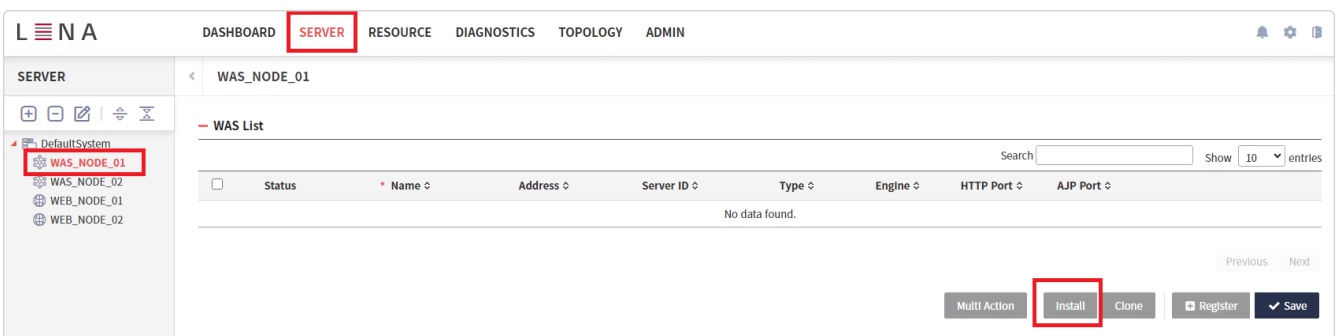 LENA DASHBOARD SERVER RESOURCE DIAGNOSTICS TOPOLOGY ADMIN
SERVER WAS_NODE_01
WAS List
DefaultSystem
WAS_NODE_01
WAS_NODE_02
WEB_NODE_01
WEB_NODE_02
Search Show 10 entries
Status * Name Address Server ID Type Engine HTTP Port AJP Port
No data found.
Previous Next
Multi Action Install Clone Register Save